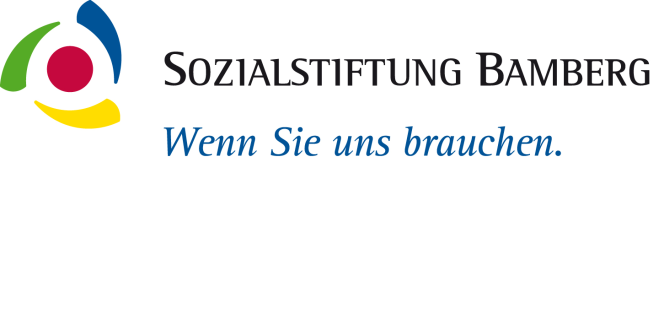 SOZIALSTIFTUNG BAMBERG
Wenn Sie uns brauchen.